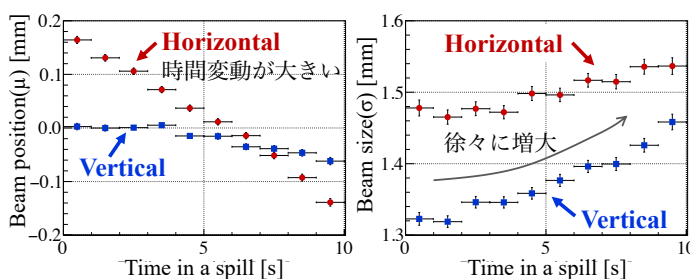 Beam position(μ) [mm]
0.2
0.1
0.0
−0.1
−0.2
Horizontal
時間変動が大きい
Vertical
0
5
10
Time in a spill [s]
Beam size(σ) [mm]
1.6
1.5
1.4
1.3
Horizontal
徐々に増大
Vertical
0
5
10
Time in a spill [s]